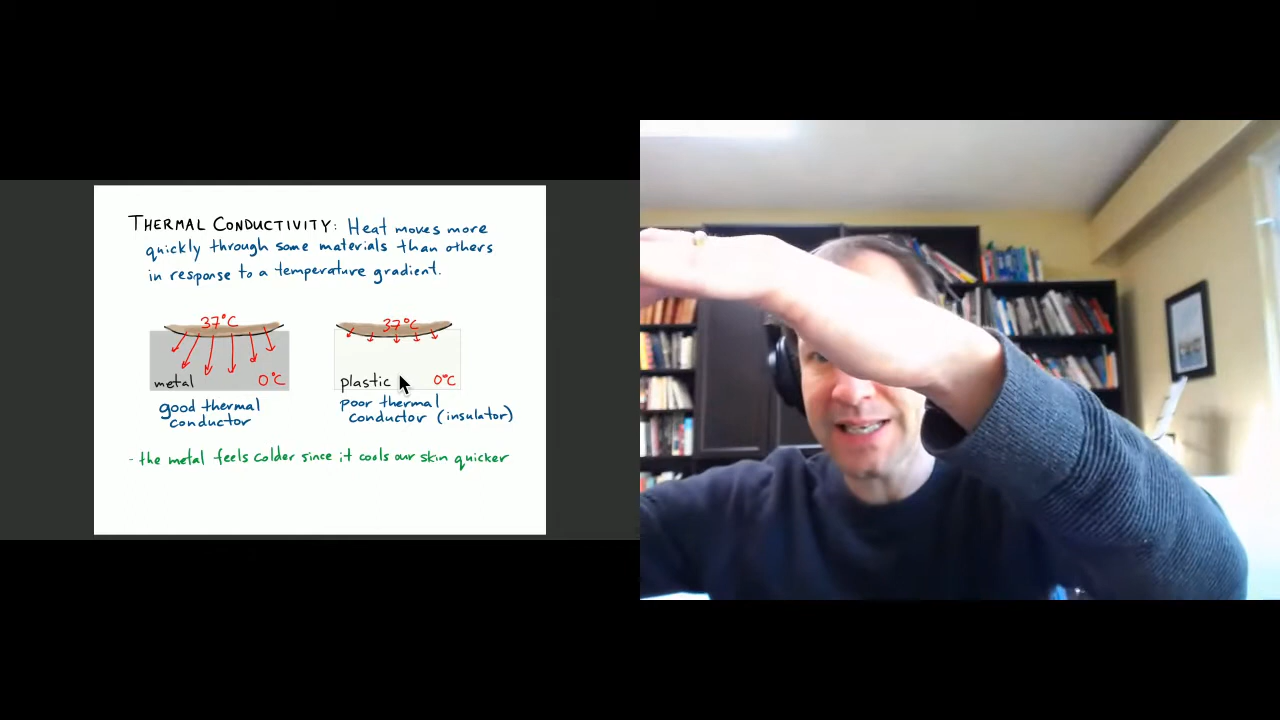 THERMAL CONDUCTIVITY: Heat moves more
quickly through some materials than others
in response to a temperature gradient.
37°C
metal
0°C
good thermal
conductor
37°C
plastic
0°C
poor thermal
conductor (insulator)
- the metal feels colder since it cools our skin quicker